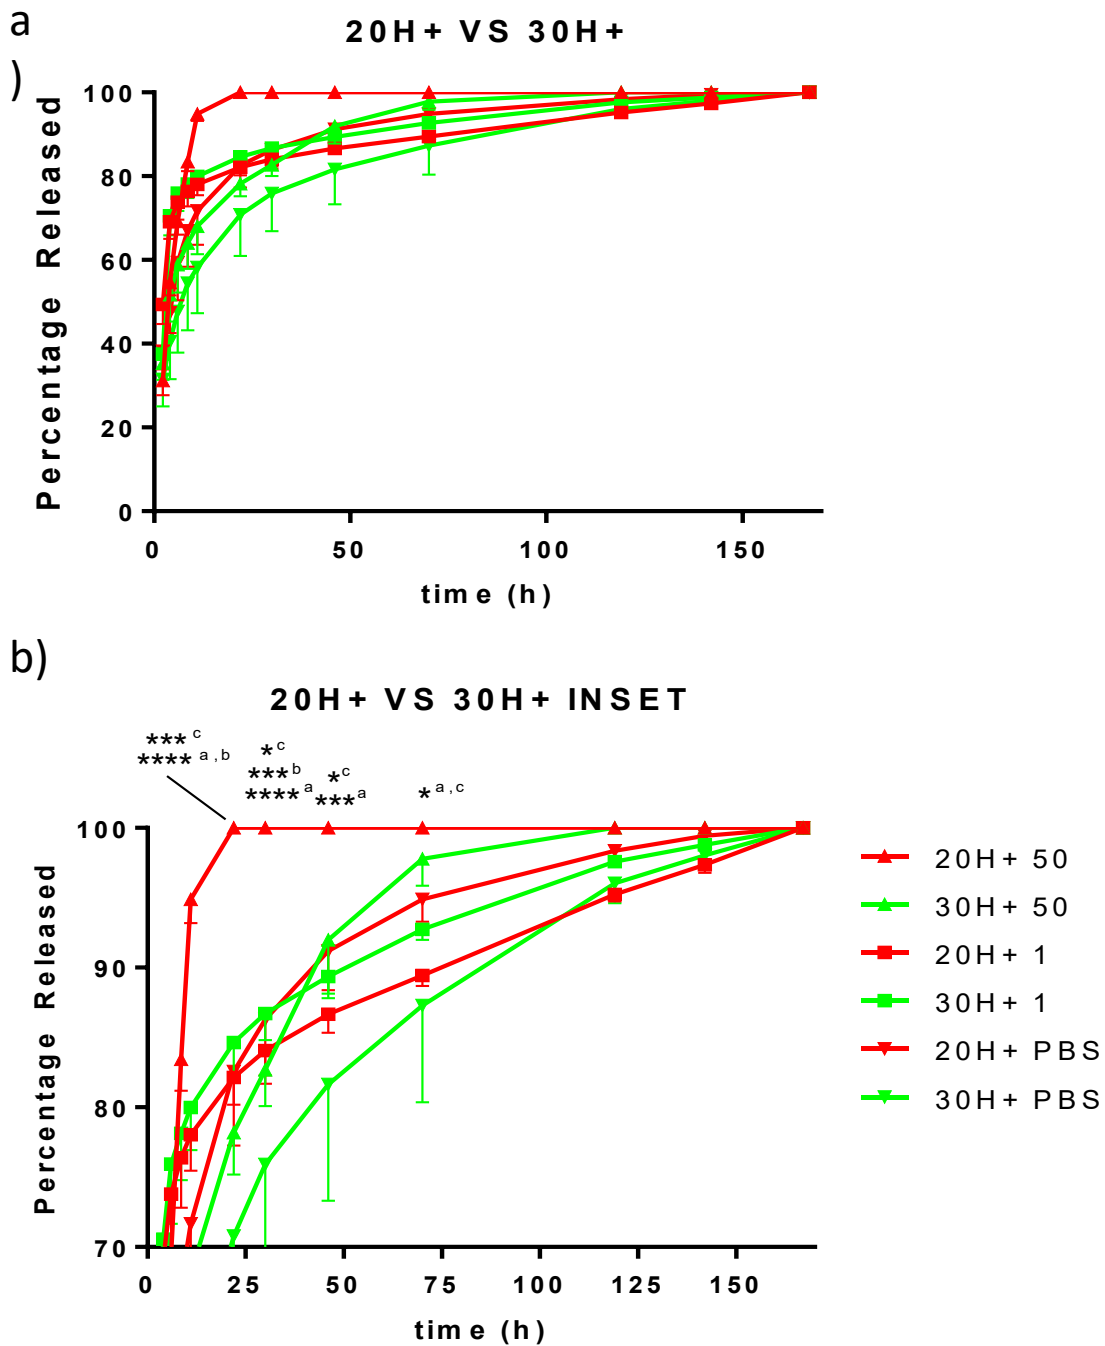 a
)
20H+ VS 30H+
Percentage Released
100
80
60
40
20
0
0 50 100 150
time (h)
b)
20H+ VS 30H+ INSET
*** c
**** a,b
* c
*** b
**** a
* c
*** a
* a,c
Percentage Released
100
90
80
70
0 25 50 75 100 125 150
time (h)
20H+ 50
30H+ 50
20H+ 1
30H+ 1
20H+ PBS
30H+ PBS